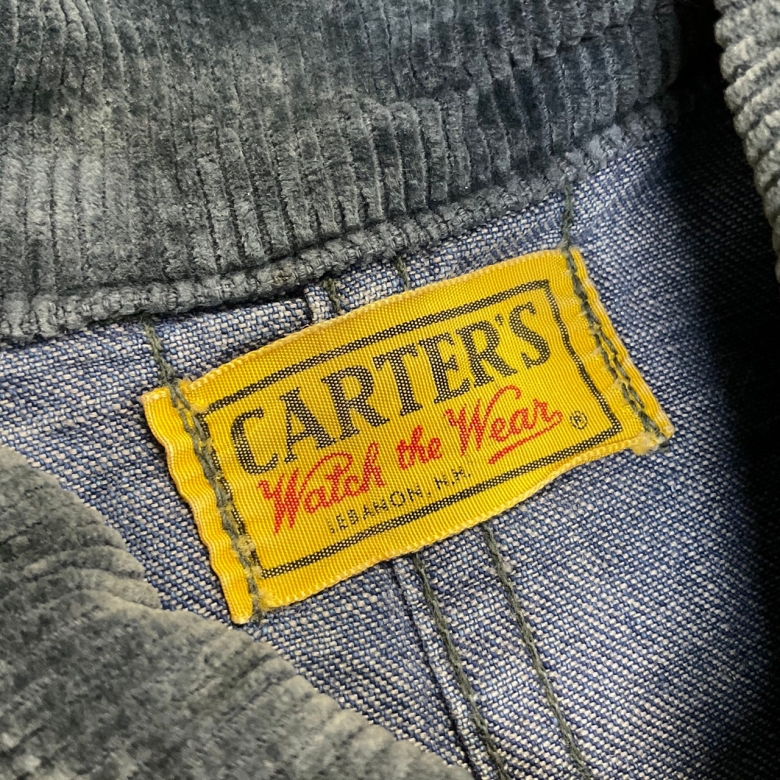 CARTER'S
Watch the Wear ®
LEBANON, N.H.